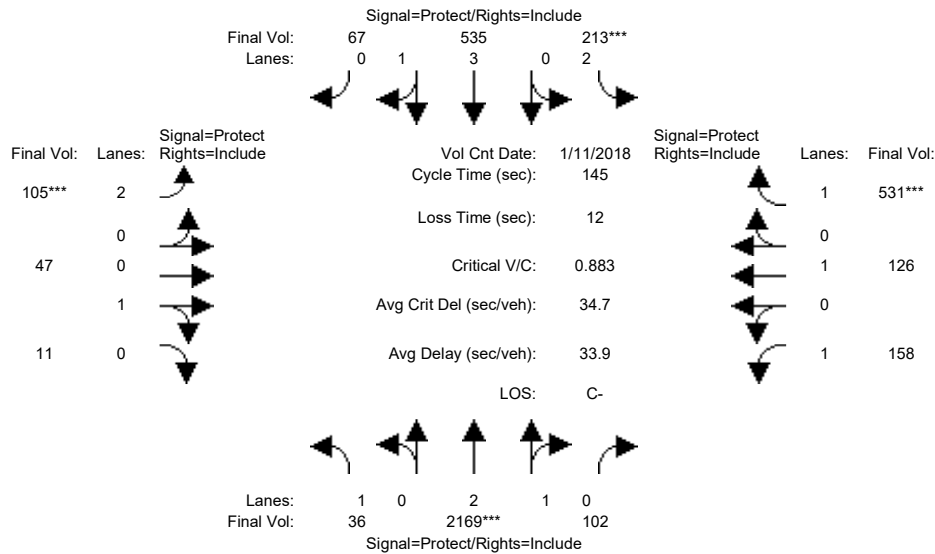 Signal=Protect/Rights=Include
Final Vol: 67 535 213***
Lanes: 0 1 3 0 2
Signal=Protect
Final Vol: Lanes: Rights=Include
Vol Cnt Date: 1/11/2018
Signal=Protect
Rights=Include Lanes: Final Vol:
Cycle Time (sec): 145
105*** 2
1 531***
Loss Time (sec): 12
0
0
47 0
Critical V/C: 0.883
1 126
1
Avg Crit Del (sec/veh): 34.7
0
11 0
Avg Delay (sec/veh): 33.9
1 158
LOS: C-
Lanes: 1 0 2 1 0
Final Vol: 36 2169*** 102
Signal=Protect/Rights=Include